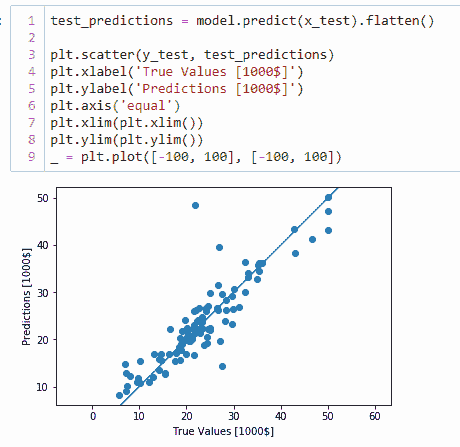 1 test_predictions = model.predict(x_test).flatten()
2
3 plt.scatter(y_test, test_predictions)
4 plt.xlabel('True Values [1000$]')
5 plt.ylabel('Predictions [1000$]')
6 plt.axis('equal')
7 plt.xlim(plt.xlim())
8 plt.ylim(plt.ylim())
9 _ = plt.plot([-100, 100], [-100, 100])
50
40
30
20
10
Predictions [1000$]
0 10 20 30 40 50 60
True Values [1000$]